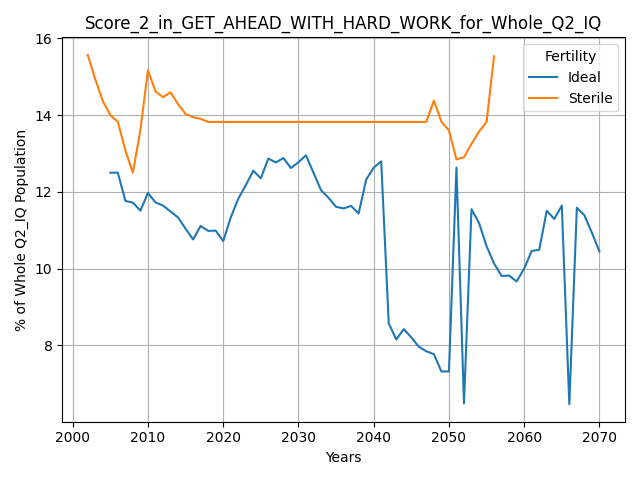 Score_2_in_GET_AHEAD_WITH_HARD_WORK_for_Whole_Q2_IQ
16
14
12
10
8
% of Whole Q2_IQ Population
Fertility
Ideal
Sterile
2000 2010 2020 2030 2040 2050 2060 2070
Years